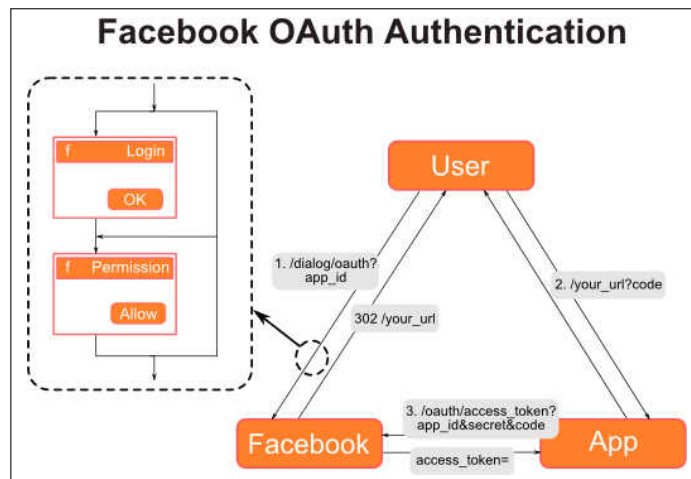 Facebook OAuth Authentication
f Login
OK
f Permission
Allow
User
1. /dialog/oauth?
app_id
302 /your_url
2. /your_url?code
3. /oauth/access_token?
app_id&secret&code
Facebook
access_token=
App